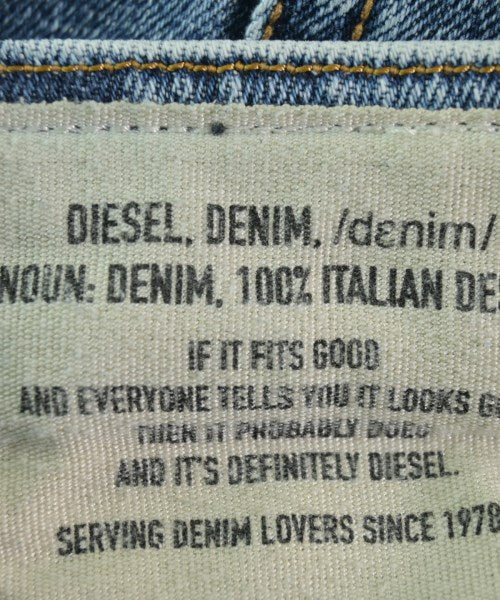 DIESEL, DENIM, /dɛnim/
NOUN: DENIM, 100% ITALIAN DES
IF IT FITS GOOD
AND EVERYONE TELLS YOU IT LOOKS G
THEN IT PROBABLY DOES
AND IT'S DEFINITELY DIESEL.
SERVING DENIM LOVERS SINCE 1978